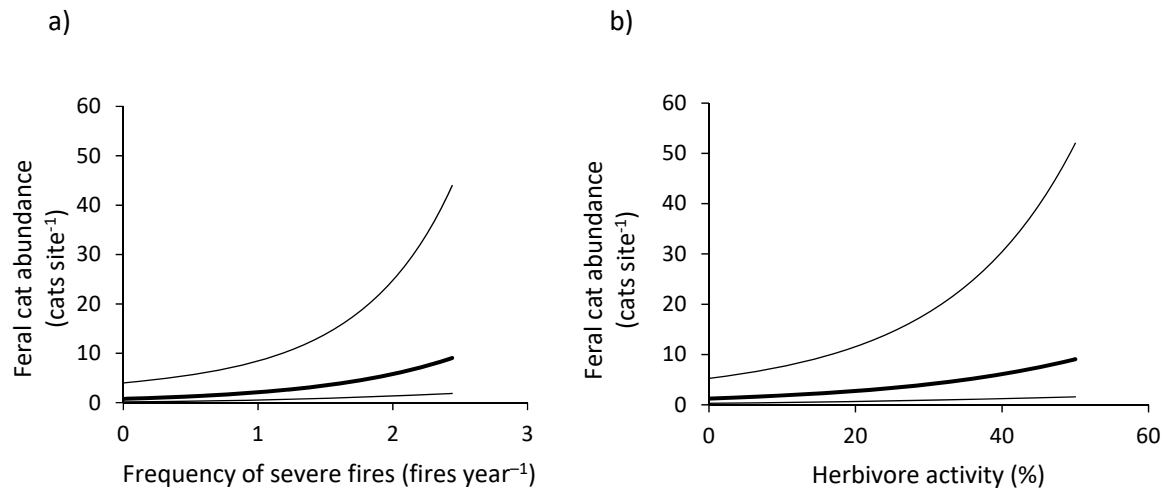 a)
60
50
40
30
20
10
0
Feral cat abundance
(cats site⁻¹)
0 1 2 3
Frequency of severe fires (fires year⁻¹)
b)
60
50
40
30
20
10
0
Feral cat abundance
(cats site⁻¹)
0 20 40 60
Herbivore activity (%)